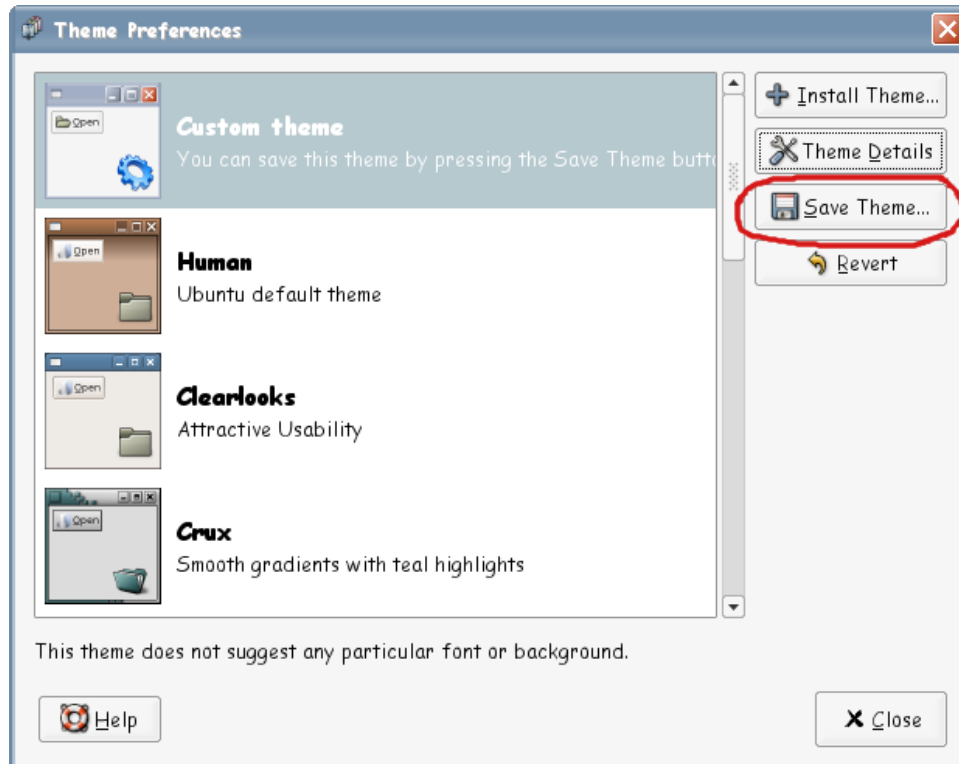 Theme Preferences
Open
Custom theme
You can save this theme by pressing the Save Theme butto
Open
Human
Ubuntu default theme
Open
Clearlooks
Attractive Usability
Open
Crux
Smooth gradients with teal highlights
Install Theme...
Theme Details
Save Theme...
Revert
This theme does not suggest any particular font or background.
Help
Close